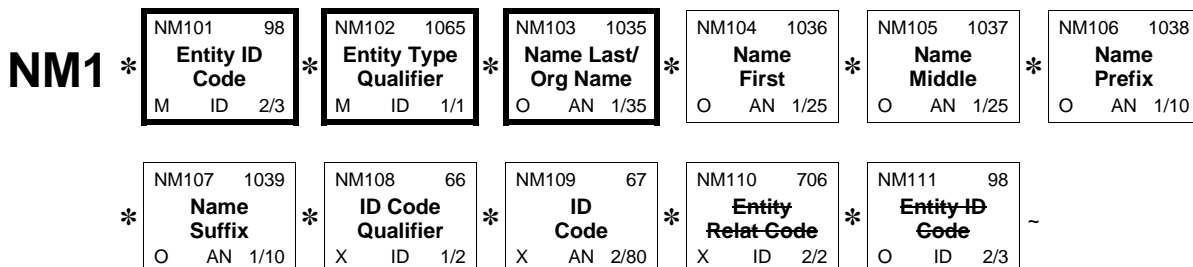 NM101 98 NM102 1065 NM103 1035 NM104 1036 NM105 1037 NM106 1038
NM1 * Entity ID * Entity Type * Name Last/ * Name * Name * Name
Code Qualifier Org Name First Middle Prefix
M ID 2/3 M ID 1/1 O AN 1/35 O AN 1/25 O AN 1/25 O AN 1/10
NM107 1039 NM108 66 NM109 67 NM110 706 NM111 98
* Name * ID Code * ID * Entity * Entity ID ~
Suffix Qualifier Code Relat Code Code
O AN 1/10 X ID 1/2 X AN 2/80 X ID 2/2 O ID 2/3